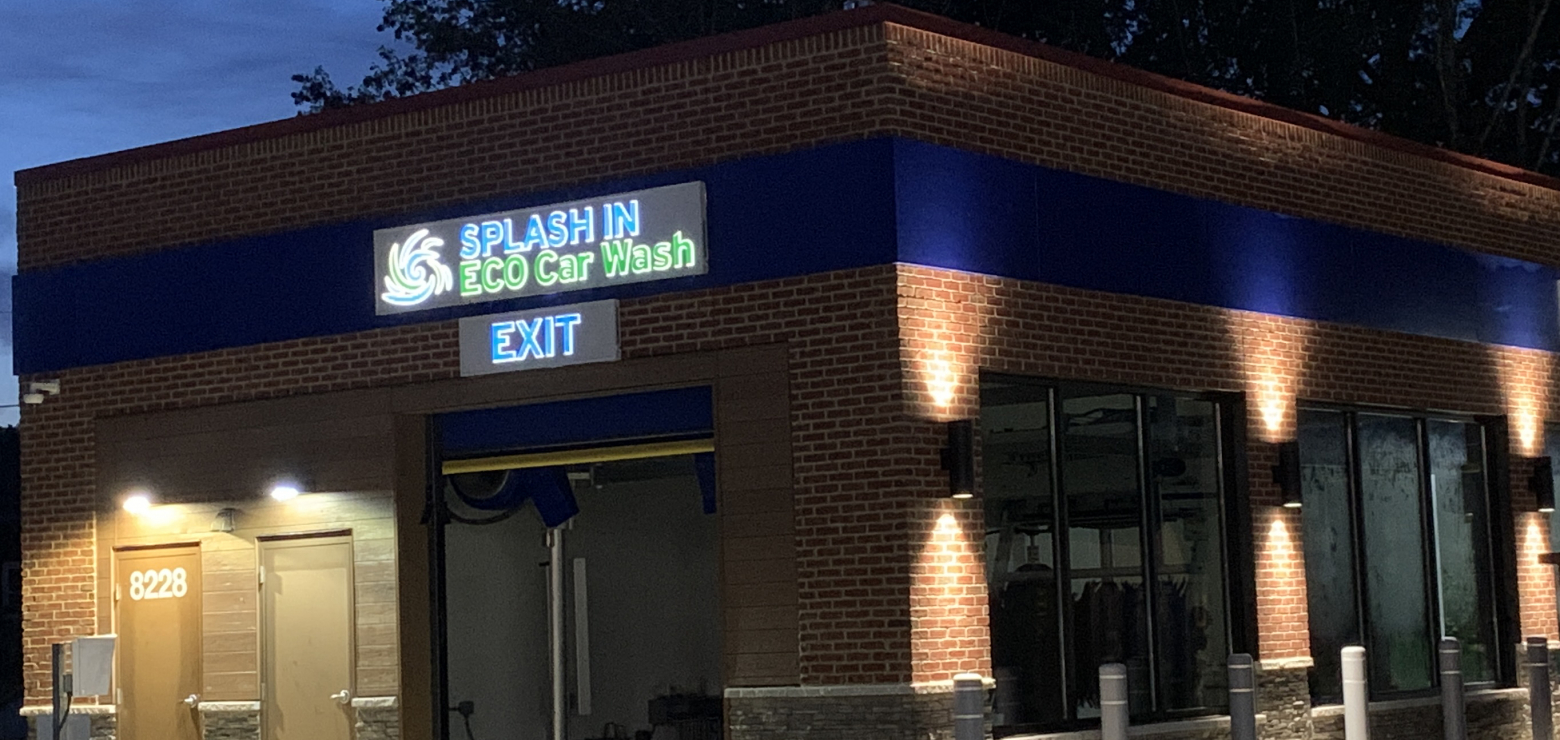 SPLASH IN
ECO Car Wash
EXIT
8228